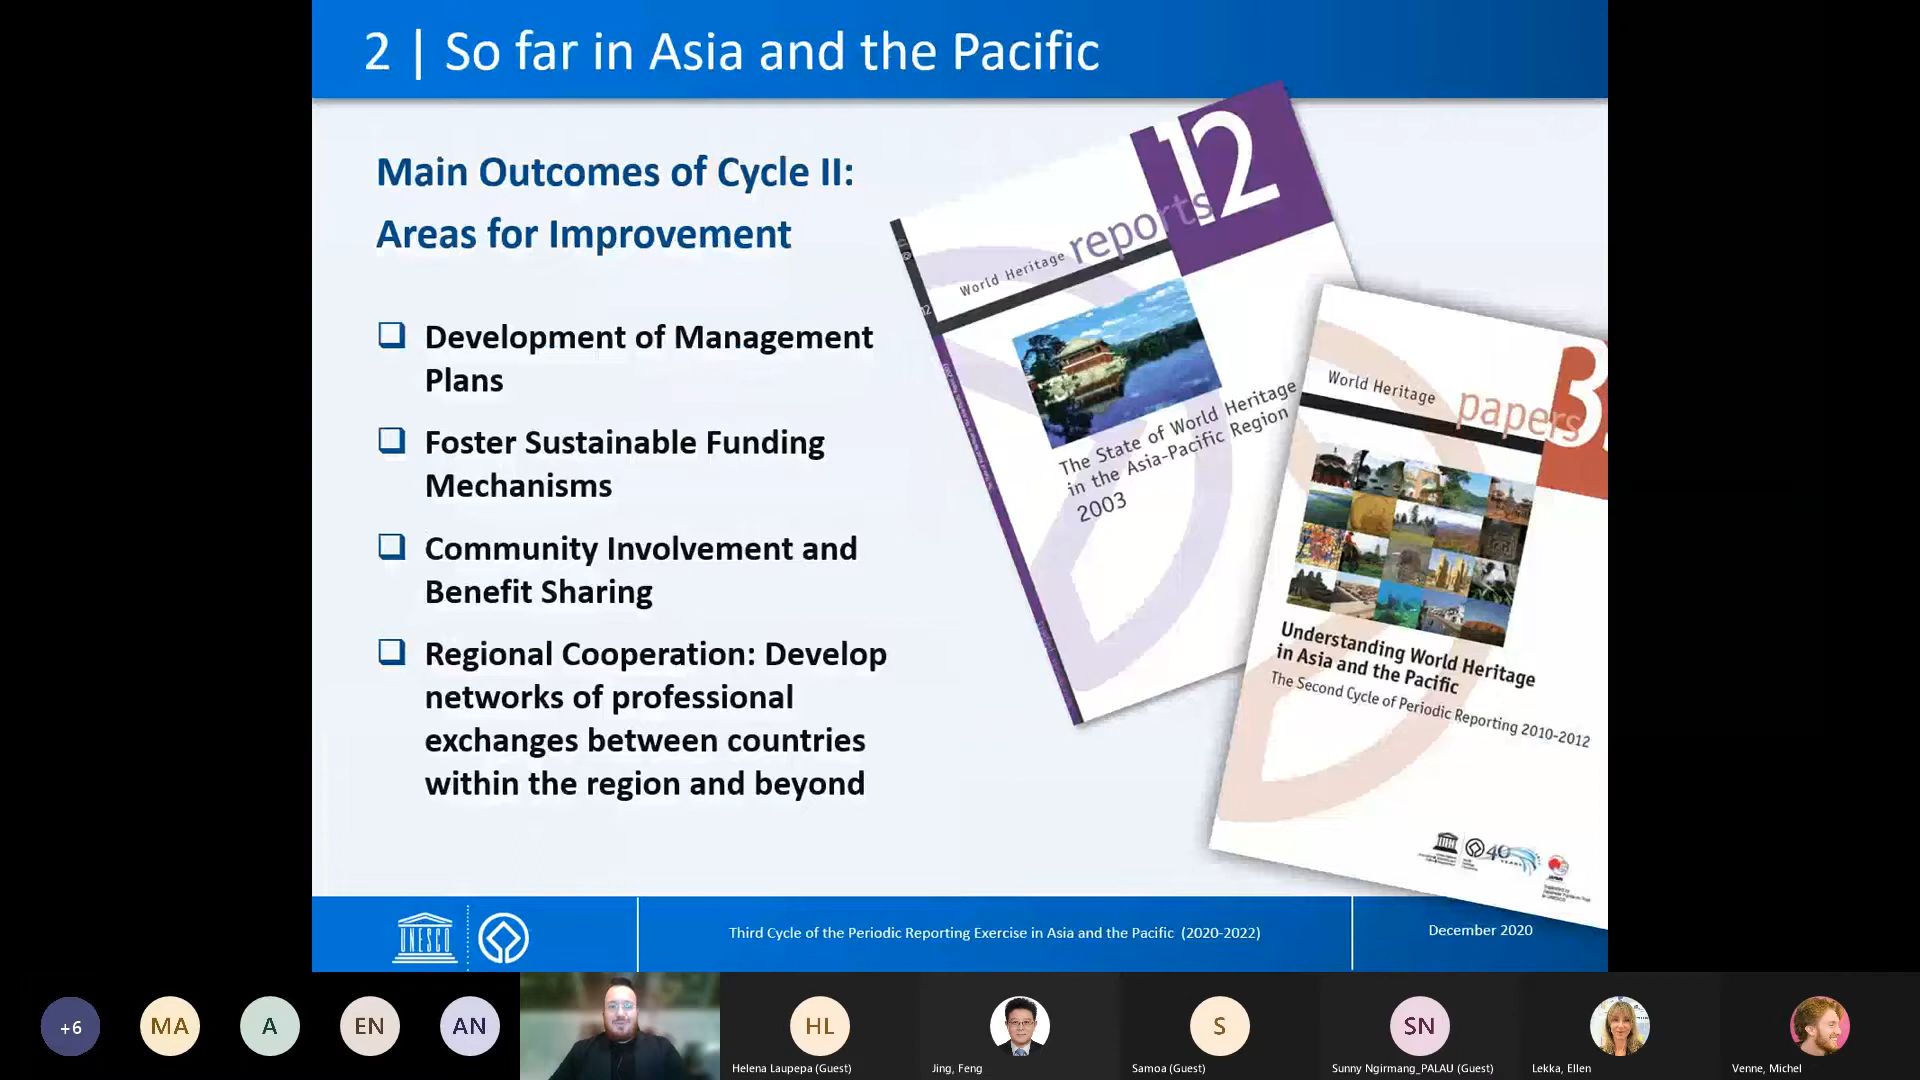 2 | So far in Asia and the Pacific
Main Outcomes of Cycle II:
Areas for Improvement
❑ Development of Management
Plans
❑ Foster Sustainable Funding
Mechanisms
❑ Community Involvement and
Benefit Sharing
❑ Regional Cooperation: Develop
networks of professional
exchanges between countries
within the region and beyond
World Heritage reports 12
The State of World Heritage
in the Asia-Pacific Region
2003
World Heritage papers 3
Understanding World Heritage
in Asia and the Pacific
The Second Cycle of Periodic Reporting 2010-2012
40
UNESCO
Third Cycle of the Periodic Reporting Exercise in Asia and the Pacific (2020-2022)
December 2020
+6
MA
A
EN
AN
HL
S
SN
Helena Laupepa (Guest)
Jing, Feng
Samoa (Guest)
Sunny Ngirmang_PALAU (Guest)
Lekka, Ellen
Venne, Michel